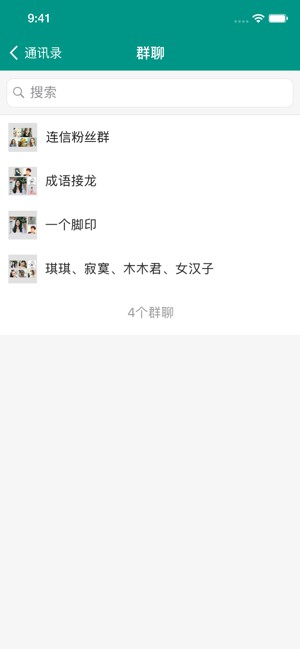 9:41
通讯录
群聊
搜索
连信粉丝群
成语接龙
一个脚印
琪琪、寂寞、木木君、女汉子
4个群聊